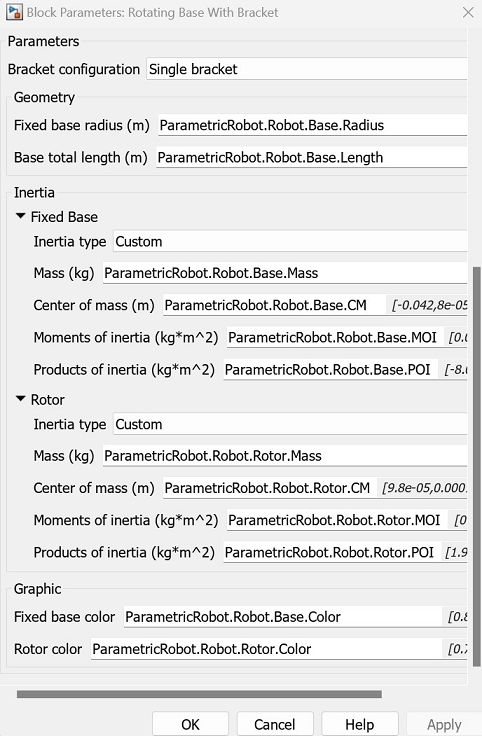 Block Parameters: Rotating Base With Bracket
Parameters
Bracket configuration Single bracket
Geometry
Fixed base radius (m) ParametricRobot.Robot.Base.Radius
Base total length (m) ParametricRobot.Robot.Base.Length
Inertia
Fixed Base
Inertia type Custom
Mass (kg) ParametricRobot.Robot.Base.Mass
Center of mass (m) ParametricRobot.Robot.Base.CM [-0.042,8e-05
Moments of inertia (kg*m^2) ParametricRobot.Robot.Base.MOI [0.0
Products of inertia (kg*m^2) ParametricRobot.Robot.Base.POI [-8.0
Rotor
Inertia type Custom
Mass (kg) ParametricRobot.Robot.Rotor.Mass
Center of mass (m) ParametricRobot.Robot.Rotor.CM [9.8e-05,0.000
Moments of inertia (kg*m^2) ParametricRobot.Robot.Rotor.MOI [0
Products of inertia (kg*m^2) ParametricRobot.Robot.Rotor.POI [1.9
Graphic
Fixed base color ParametricRobot.Robot.Base.Color [0.8
Rotor color ParametricRobot.Robot.Rotor.Color [0.7
OK Cancel Help Apply